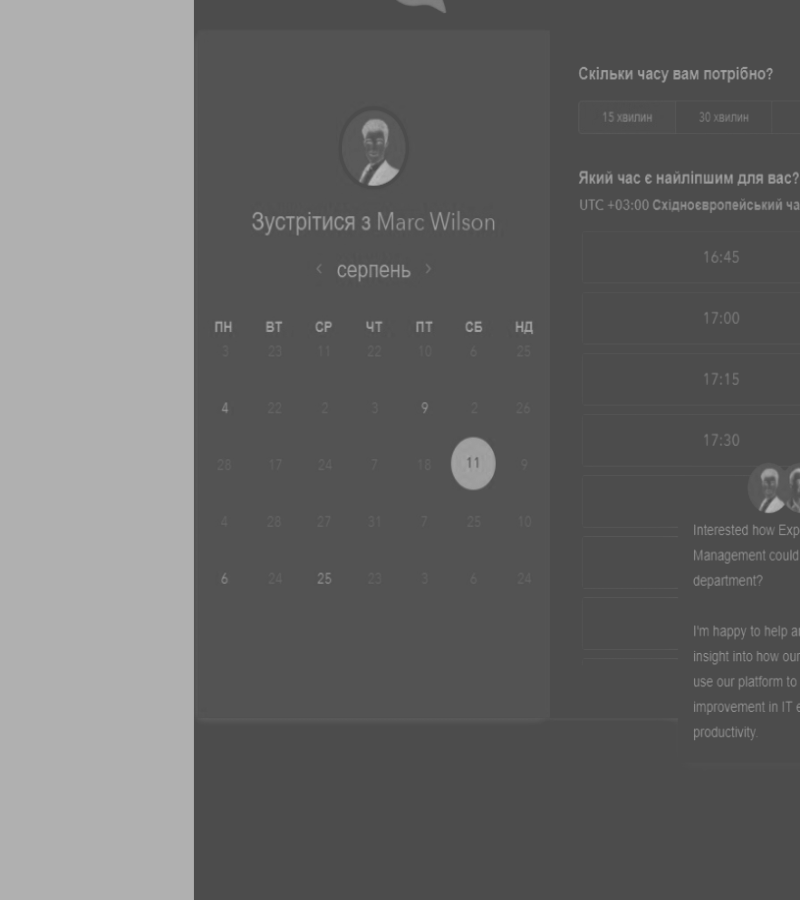 Зустрітися з Marc Wilson
‹ серпень ›
ПН ВТ СР ЧТ ПТ СБ НД
3 23 11 22 10 6 25
4 22 2 3 9 2 26
28 17 24 7 18 11 9
4 28 27 31 7 25 10
6 24 25 23 3 6 24
Скільки часу вам потрібно?
15 хвилин 30 хвилин
Який час є найліпшим для вас?
UTC +03:00 Східноєвропейський ча
16:45
17:00
17:15
17:30
Interested how Exp
Management could
department?
I'm happy to help a
insight into how our
use our platform to
improvement in IT e
productivity.